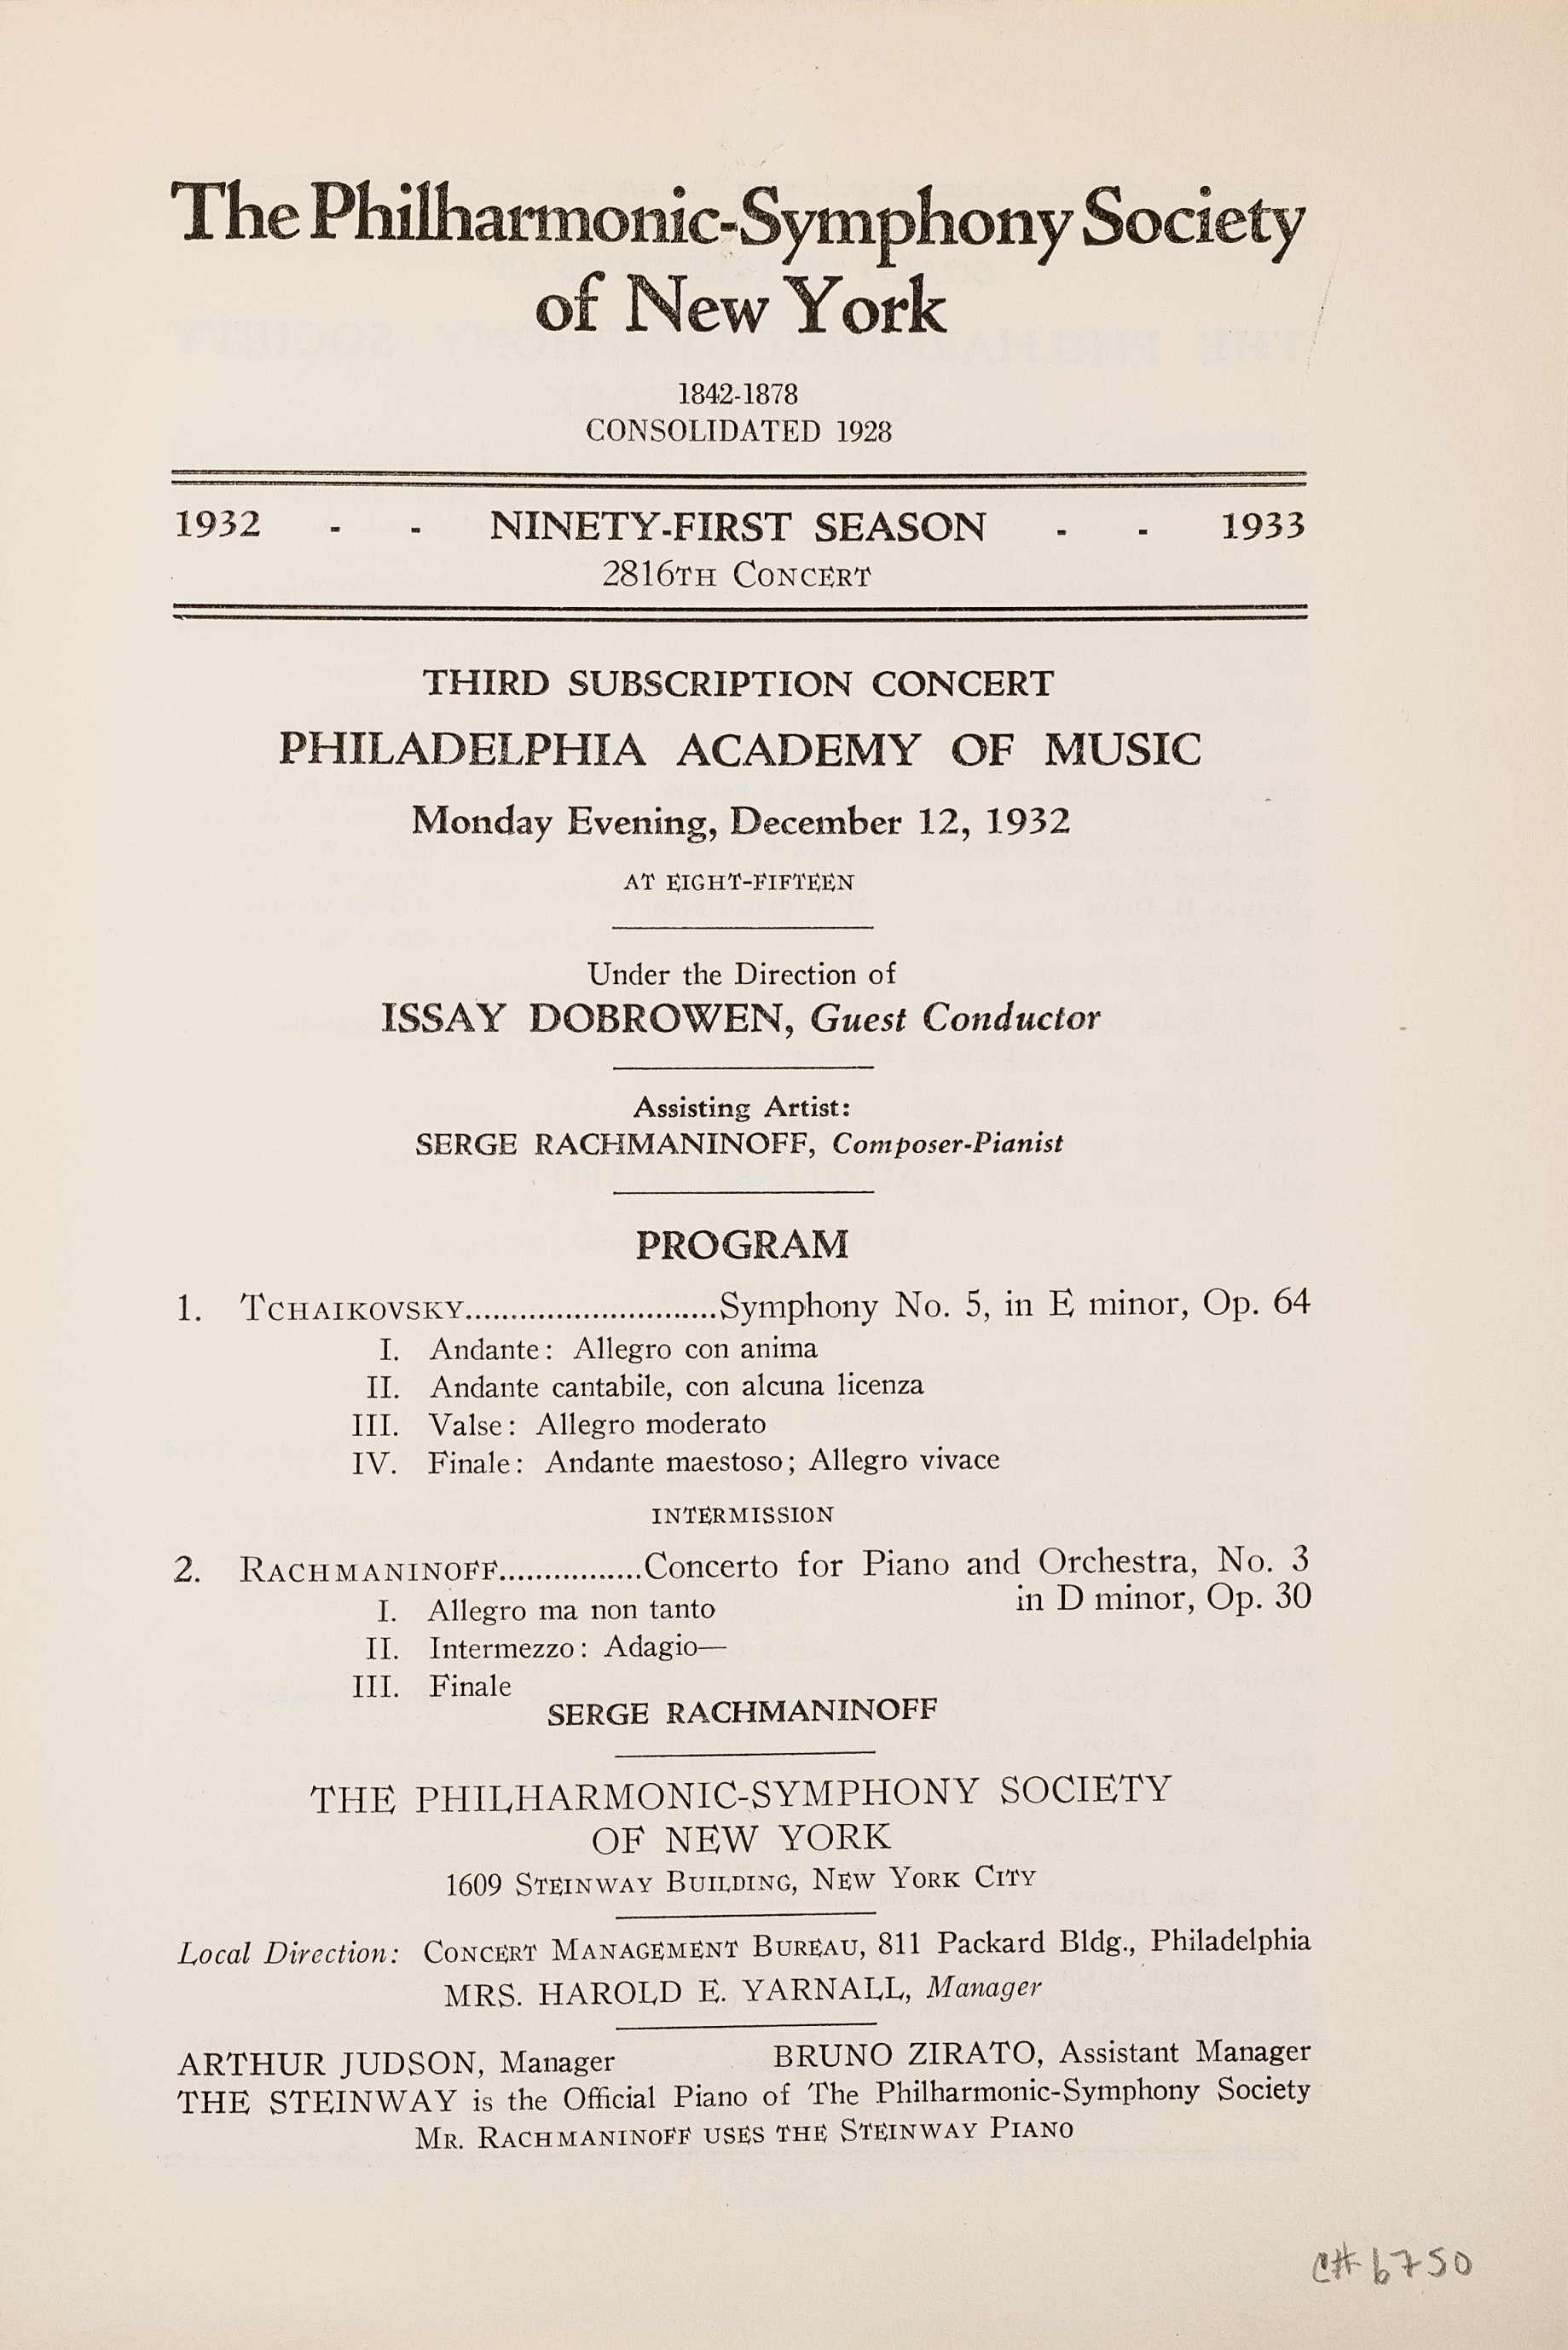 The Philharmonic-Symphony Society
of New York
1842-1878
CONSOLIDATED 1928
1932 - - NINETY-FIRST SEASON - - 1933
2816TH CONCERT
THIRD SUBSCRIPTION CONCERT
PHILADELPHIA ACADEMY OF MUSIC
Monday Evening, December 12, 1932
AT EIGHT-FIFTEEN
Under the Direction of
ISSAY DOBROWEN, Guest Conductor
Assisting Artist:
SERGE RACHMANINOFF, Composer-Pianist
PROGRAM
1. TCHAIKOVSKY...........................Symphony No. 5, in E minor, Op. 64
I. Andante: Allegro con anima
II. Andante cantabile, con alcuna licenza
III. Valse: Allegro moderato
IV. Finale: Andante maestoso; Allegro vivace
INTERMISSION
2. RACHMANINOFF................Concerto for Piano and Orchestra, No. 3
in D minor, Op. 30
I. Allegro ma non tanto
II. Intermezzo: Adagio—
III. Finale
SERGE RACHMANINOFF
THE PHILHARMONIC-SYMPHONY SOCIETY
OF NEW YORK
1609 STEINWAY BUILDING, NEW YORK CITY
Local Direction: CONCERT MANAGEMENT BUREAU, 811 Packard Bldg., Philadelphia
MRS. HAROLD E. YARNALL, Manager
ARTHUR JUDSON, Manager BRUNO ZIRATO, Assistant Manager
THE STEINWAY is the Official Piano of The Philharmonic-Symphony Society
MR. RACHMANINOFF USES THE STEINWAY PIANO
C# 6750